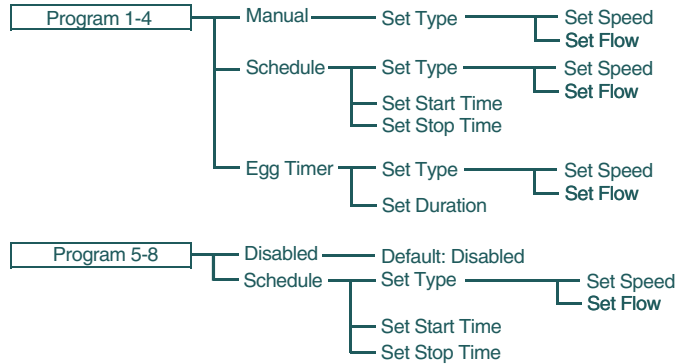 Program 1-4 Manual Set Type Set Speed
Set Flow
Schedule Set Type Set Speed
Set Flow
Set Start Time
Set Stop Time
Egg Timer Set Type Set Speed
Set Flow
Set Duration
Program 5-8 Disabled Default: Disabled
Schedule Set Type Set Speed
Set Flow
Set Start Time
Set Stop Time